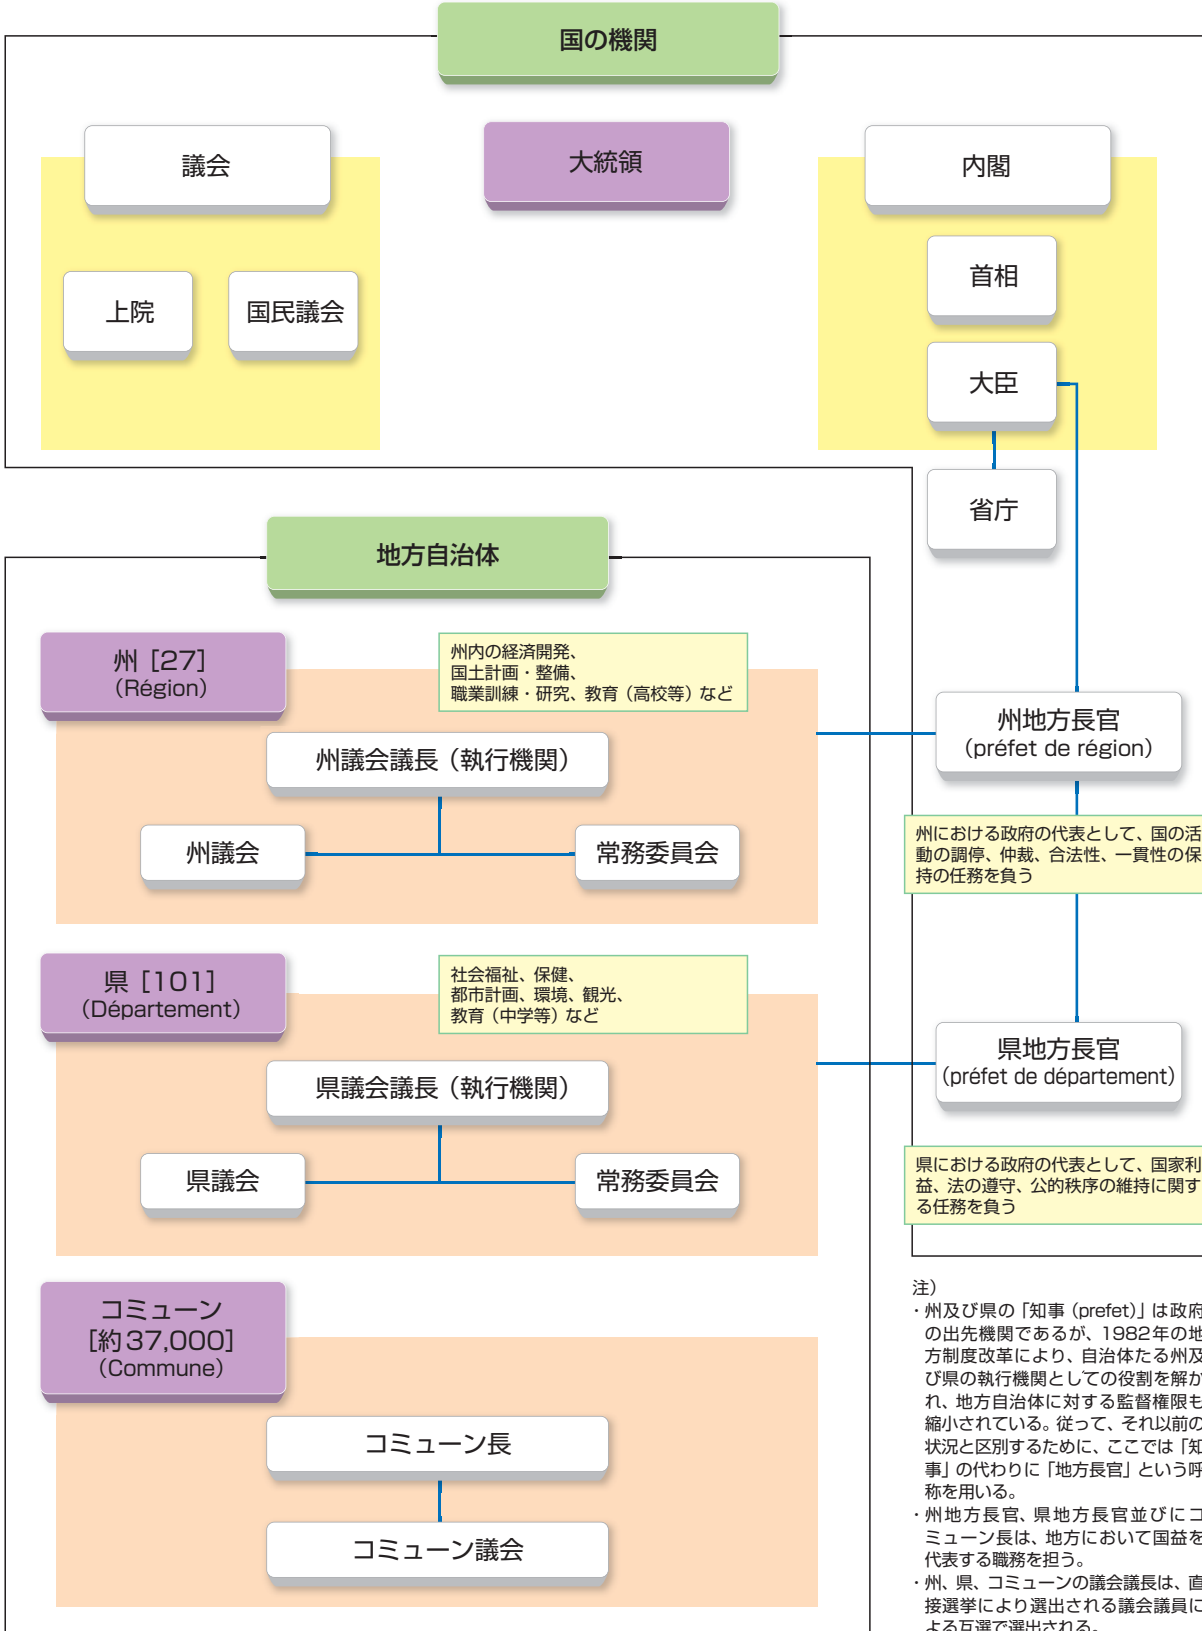 国の機関
議会
大統領
内閣
上院
国民議会
首相
大臣
省庁
地方自治体
州［27］
（Région）
州内の経済開発、
国土計画・整備、
職業訓練・研究、教育（高校等）など
州議会議長（執行機関）
州議会
常務委員会
州地方長官
（préfet de région）
州における政府の代表として、国の活
動の調停、仲裁、合法性、一貫性の保
持の任務を負う
県［101］
（Département）
社会福祉、保健、
都市計画、環境、観光、
教育（中学等）など
県議会議長（執行機関）
県議会
常務委員会
県地方長官
（préfet de département）
県における政府の代表として、国家利
益、法の遵守、公的秩序の維持に関す
る任務を負う
コミューン
［約37,000］
（Commune）
コミューン長
コミューン議会
注）
・州及び県の「知事（prefet）」は政府
の出先機関であるが、1982年の地
方制度改革により、自治体たる州及
び県の執行機関としての役割を解か
れ、地方自治体に対する監督権限も
縮小されている。従って、それ以前の
状況と区別するために、ここでは「知
事」の代わりに「地方長官」という呼
称を用いる。
・州地方長官、県地方長官並びにコ
ミューン長は、地方において国益を
代表する職務を担う。
・州、県、コミューンの議会議長は、直
接選挙により選出される議会議員に
よる互選で選出される。